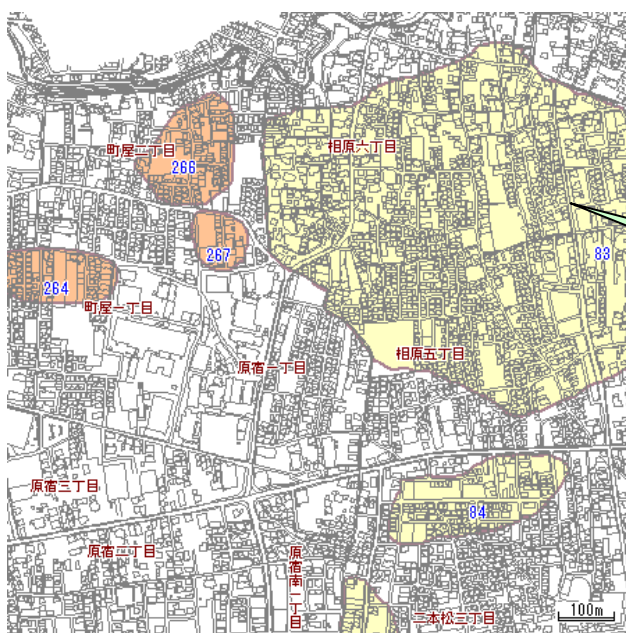 相原六丁目
町屋二丁目
266
83
267
264
町屋一丁目
相原五丁目
原宿一丁目
原宿三丁目
84
原宿二丁目
原宿南一丁目
二本松三丁目
100m